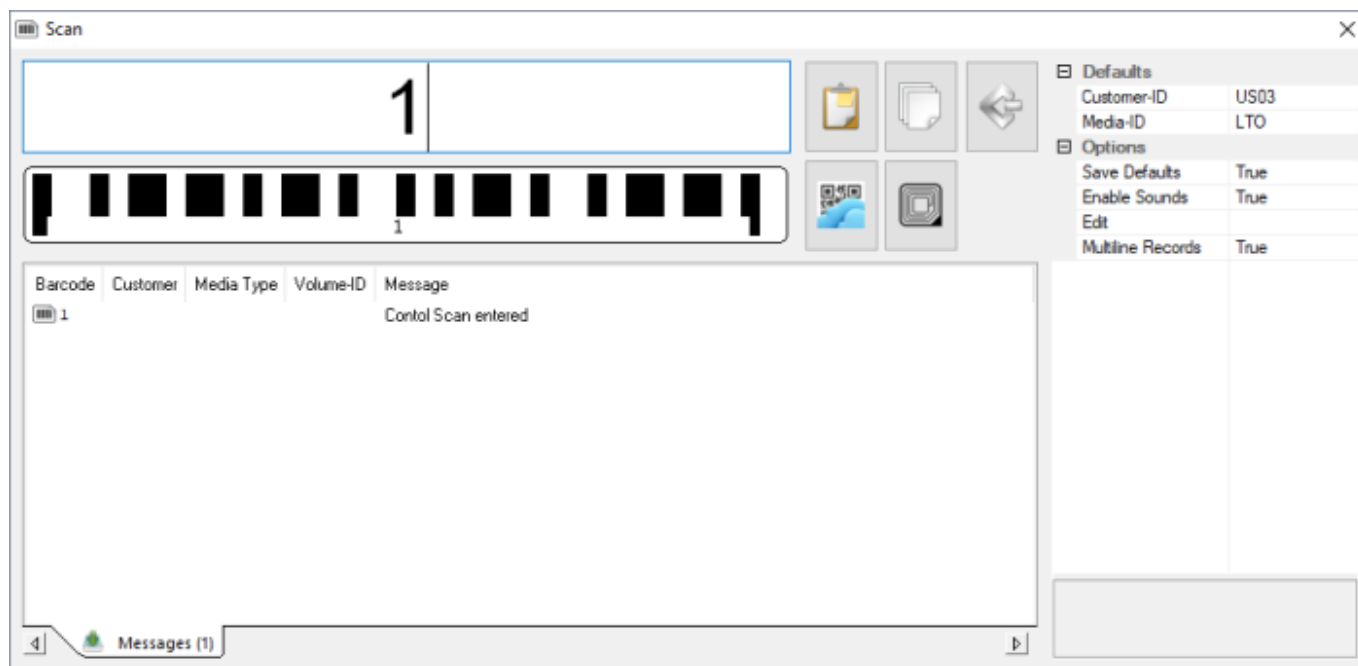 Scan
1
1
Barcode Customer Media Type Volume-ID Message
1 Contol Scan entered
Messages (1)
Defaults
Customer-ID US03
Media-ID LTO
Options
Save Defaults True
Enable Sounds True
Edit
Multiline Records True